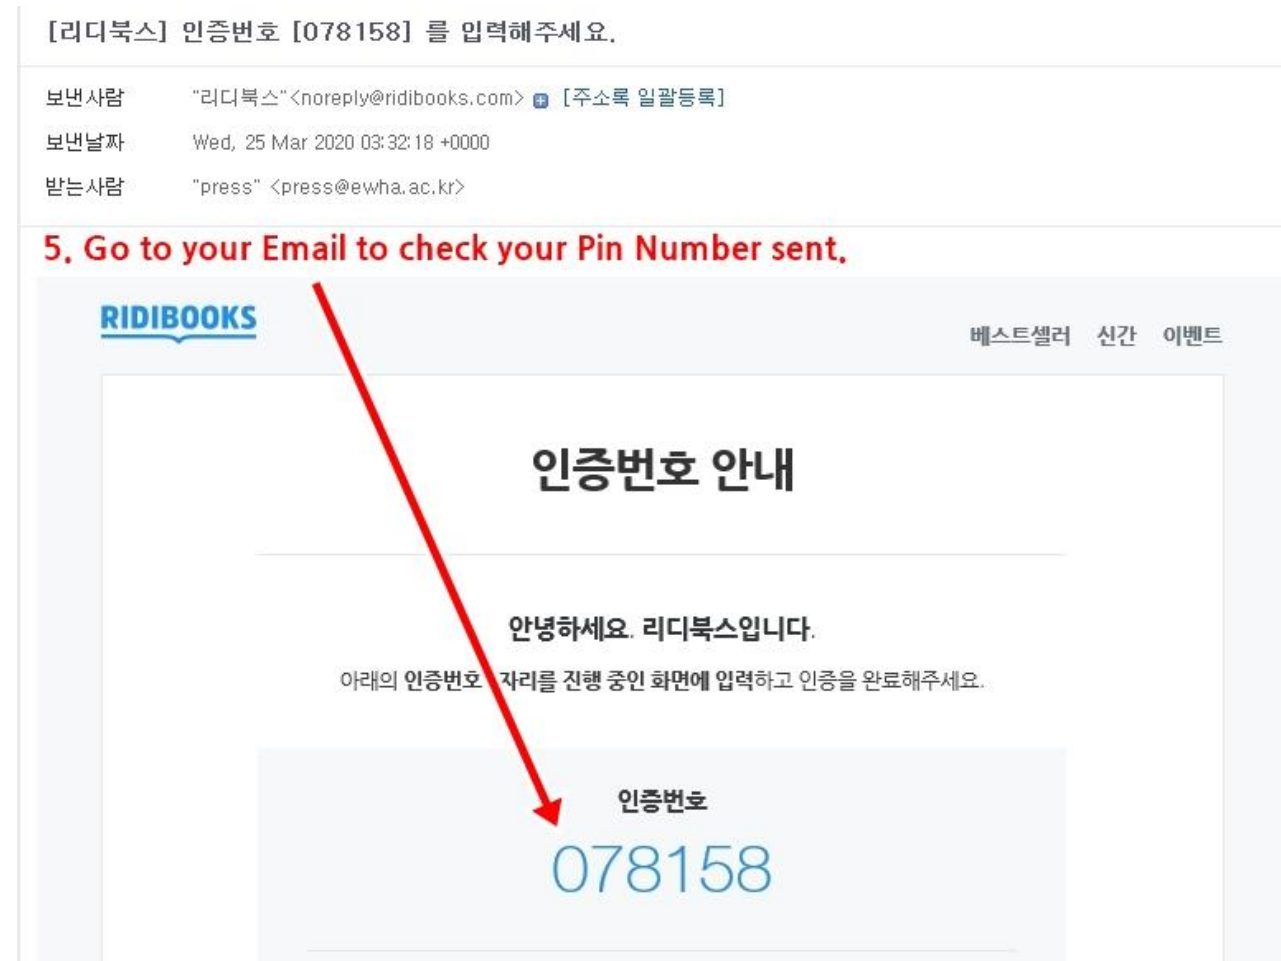 [리디북스] 인증번호 [078158] 를 입력해주세요.
보낸사람 "리디북스"<noreply@ridibooks.com> [주소록 일괄등록]
보낸날짜 Wed, 25 Mar 2020 03:32:18 +0000
받는사람 "press" <press@ewha.ac.kr>
5. Go to your Email to check your Pin Number sent.
RIDIBOOKS
베스트셀러 신간 이벤트
인증번호 안내
안녕하세요. 리디북스입니다.
아래의 인증번호 자리를 진행 중인 화면에 입력하고 인증을 완료해주세요.
인증번호
078158